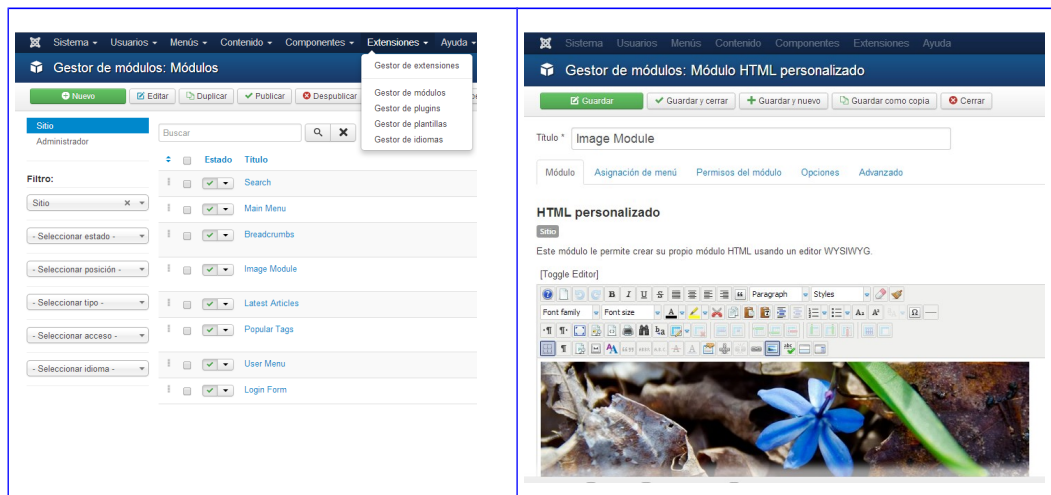 Sistema Usuarios Menús Contenido Componentes Extensiones Ayuda
Gestor de módulos: Módulos
Gestor de extensiones
Gestor de módulos
Gestor de plugins
Gestor de plantillas
Gestor de idiomas
Nuevo Editar Duplicar Publicar Despublicar
Sitio
Administrador
Buscar
Filtro:
Sitio
- Seleccionar estado -
- Seleccionar posición -
- Seleccionar tipo -
- Seleccionar acceso -
- Seleccionar idioma -
Estado Título
Search
Main Menu
Breadcrumbs
Image Module
Latest Articles
Popular Tags
User Menu
Login Form
Sistema Usuarios Menús Contenido Componentes Extensiones Ayuda
Gestor de módulos: Módulo HTML personalizado
Guardar Guardar y cerrar Guardar y nuevo Guardar como copia Cerrar
Título * Image Module
Módulo Asignación de menú Permisos del módulo Opciones Avanzado
HTML personalizado
Sitio
Este módulo le permite crear su propio módulo HTML usando un editor WYSIWYG.
[Toggle Editor]
B I U S Paragraph Styles
Font family Font size